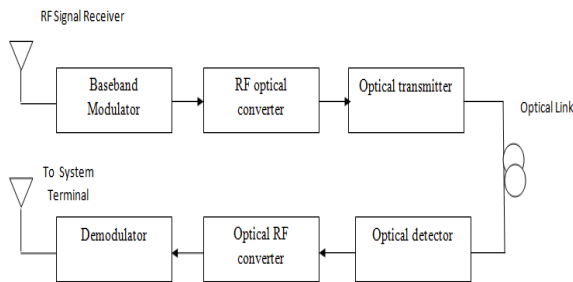 RF Signal Receiver
Baseband
Modulator
RF optical
converter
Optical transmitter
Optical Link
To System
Terminal
Demodulator
Optical RF
converter
Optical detector